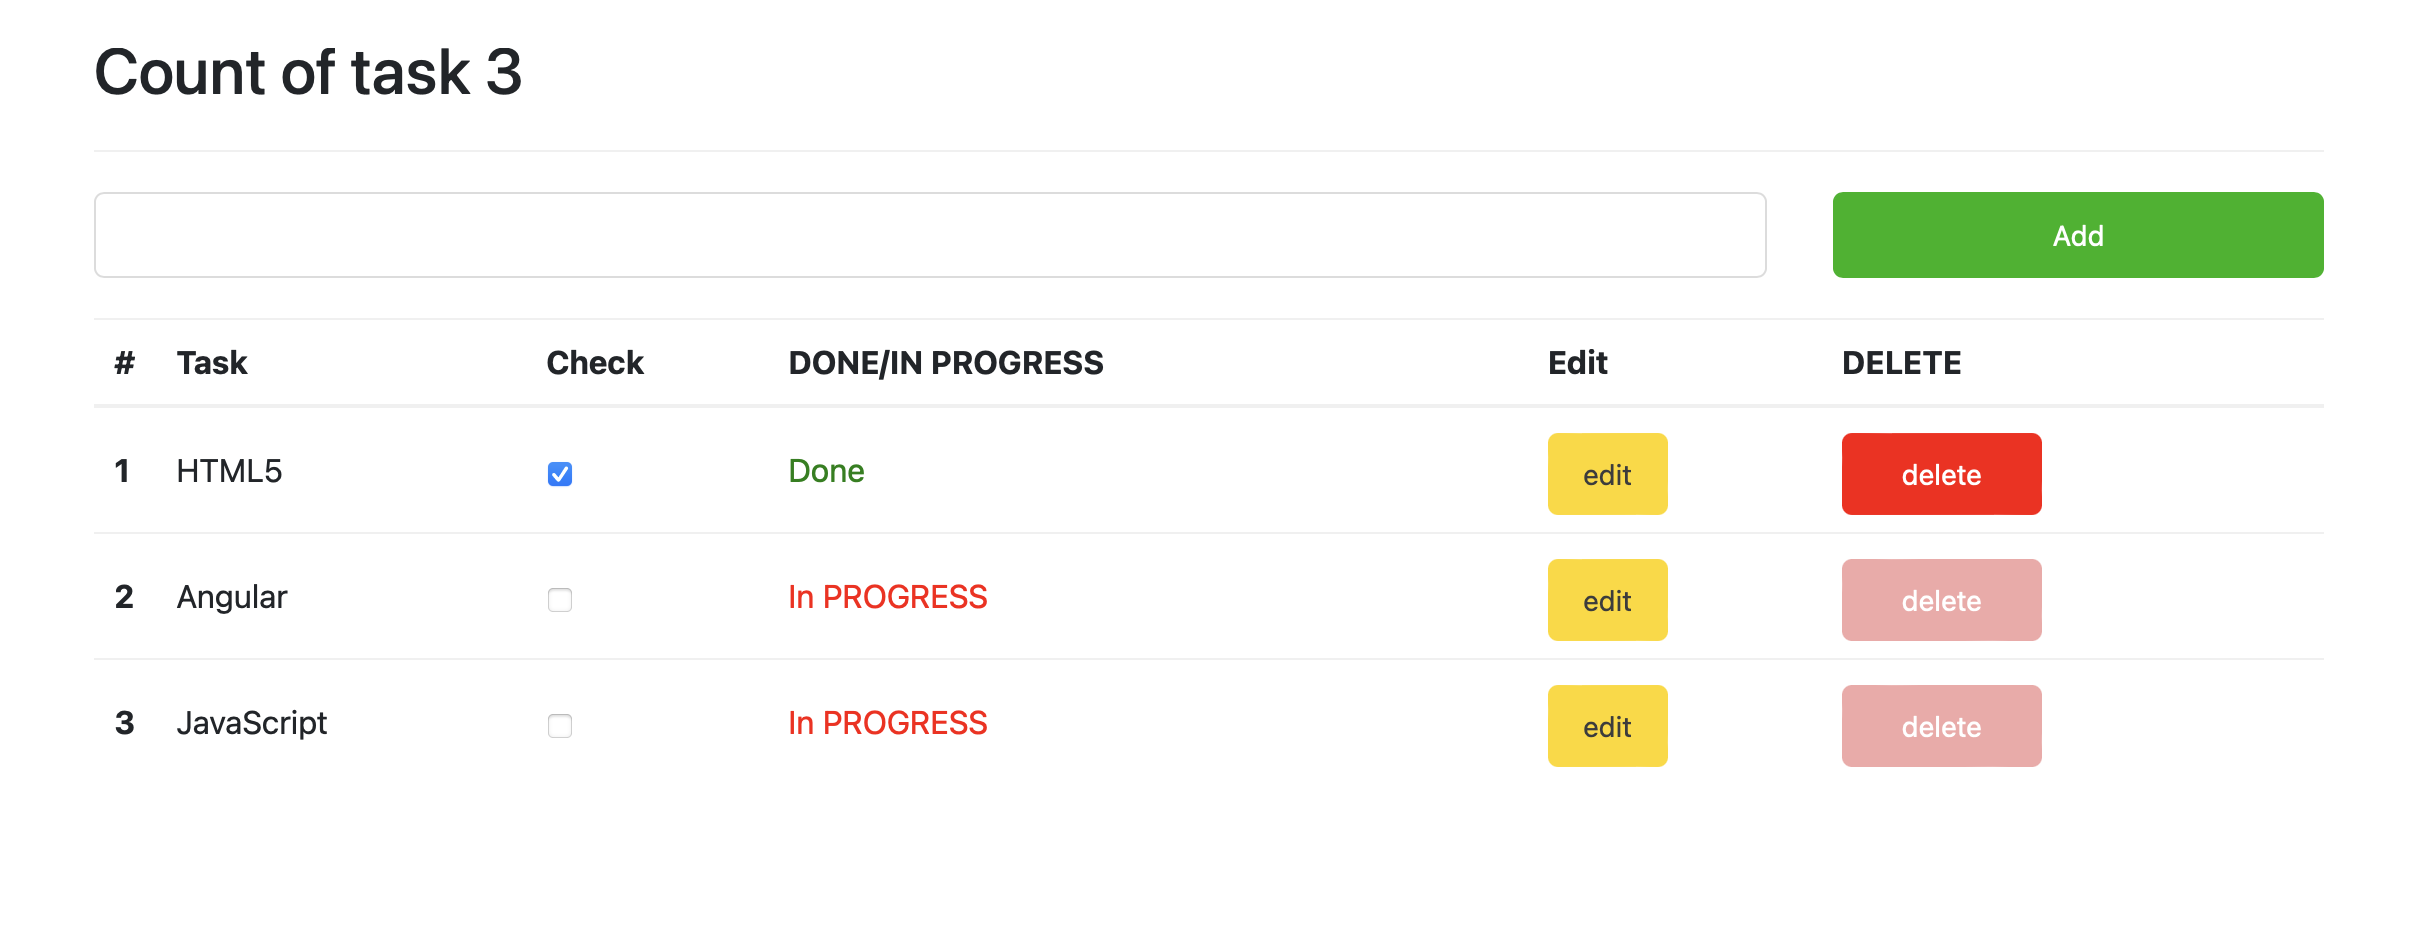 Count of task 3
Add
# Task Check DONE/IN PROGRESS Edit DELETE
1 HTML5 Done edit delete
2 Angular In PROGRESS edit delete
3 JavaScript In PROGRESS edit delete